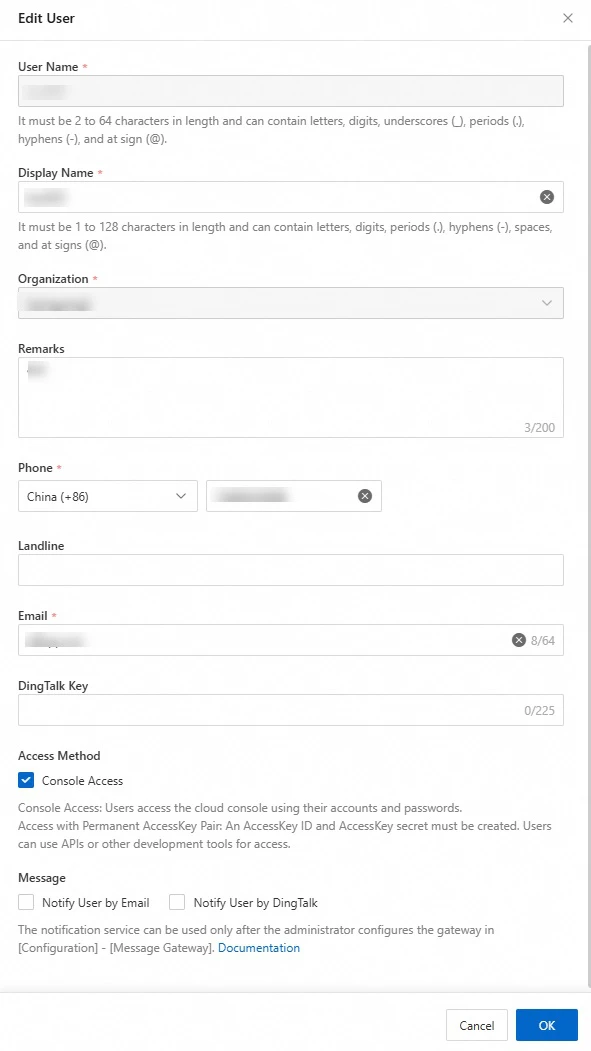 Edit User
User Name *
It must be 2 to 64 characters in length and can contain letters, digits, underscores (_), periods (.),
hyphens (-), and at sign (@).
Display Name *
It must be 1 to 128 characters in length and can contain letters, digits, periods (.), hyphens (-), spaces,
and at signs (@).
Organization *
Remarks
3/200
Phone *
China (+86)
Landline
Email *
8/64
DingTalk Key
0/225
Access Method
Console Access
Console Access: Users access the cloud console using their accounts and passwords.
Access with Permanent AccessKey Pair: An AccessKey ID and AccessKey secret must be created. Users
can use APIs or other development tools for access.
Message
Notify User by Email Notify User by DingTalk
The notification service can be used only after the administrator configures the gateway in
[Configuration] - [Message Gateway]. Documentation
Cancel OK